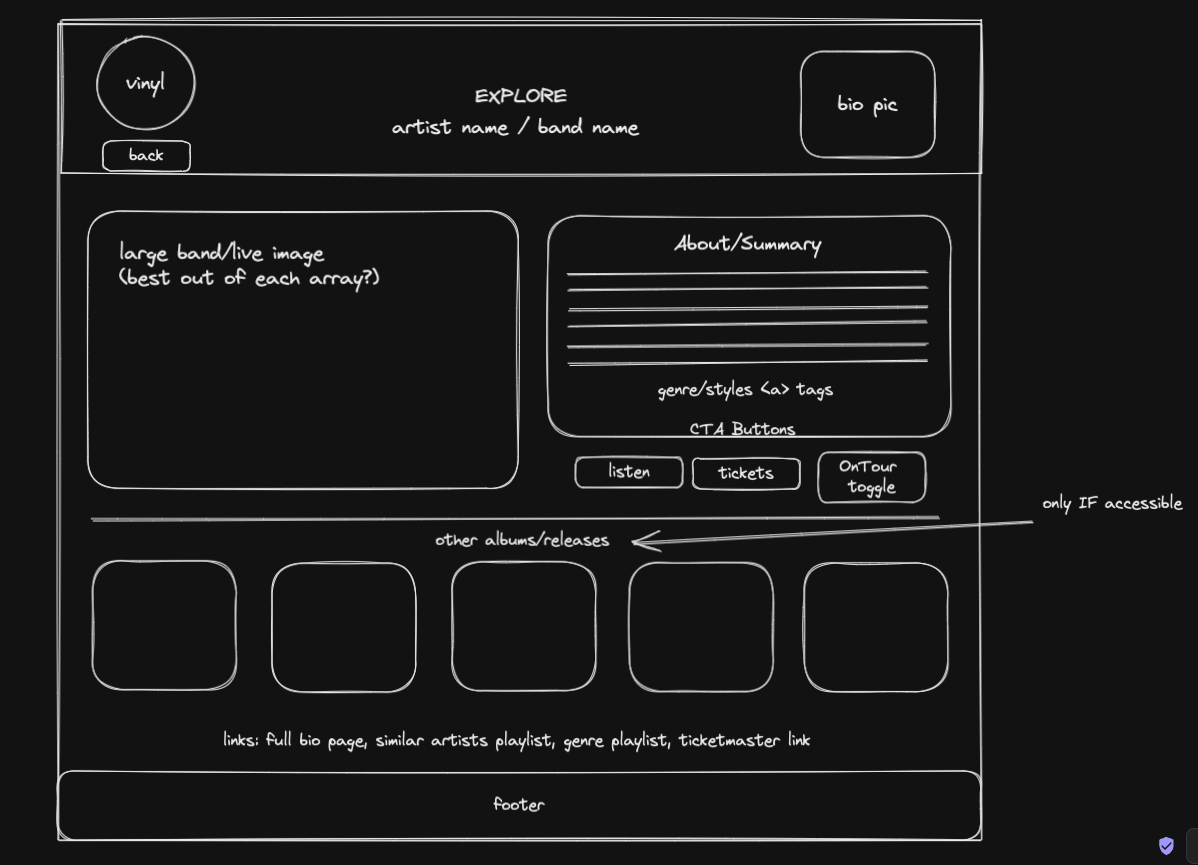 vinyl
EXPLORE
artist name / band name
bio pic
back
large band/live image
(best out of each array?)
About/Summary
genre/styles <a> tags
CTA Buttons
listen
tickets
OnTour
toggle
only IF accessible
other albums/releases
links: full bio page, similar artists playlist, genre playlist, ticketmaster link
footer